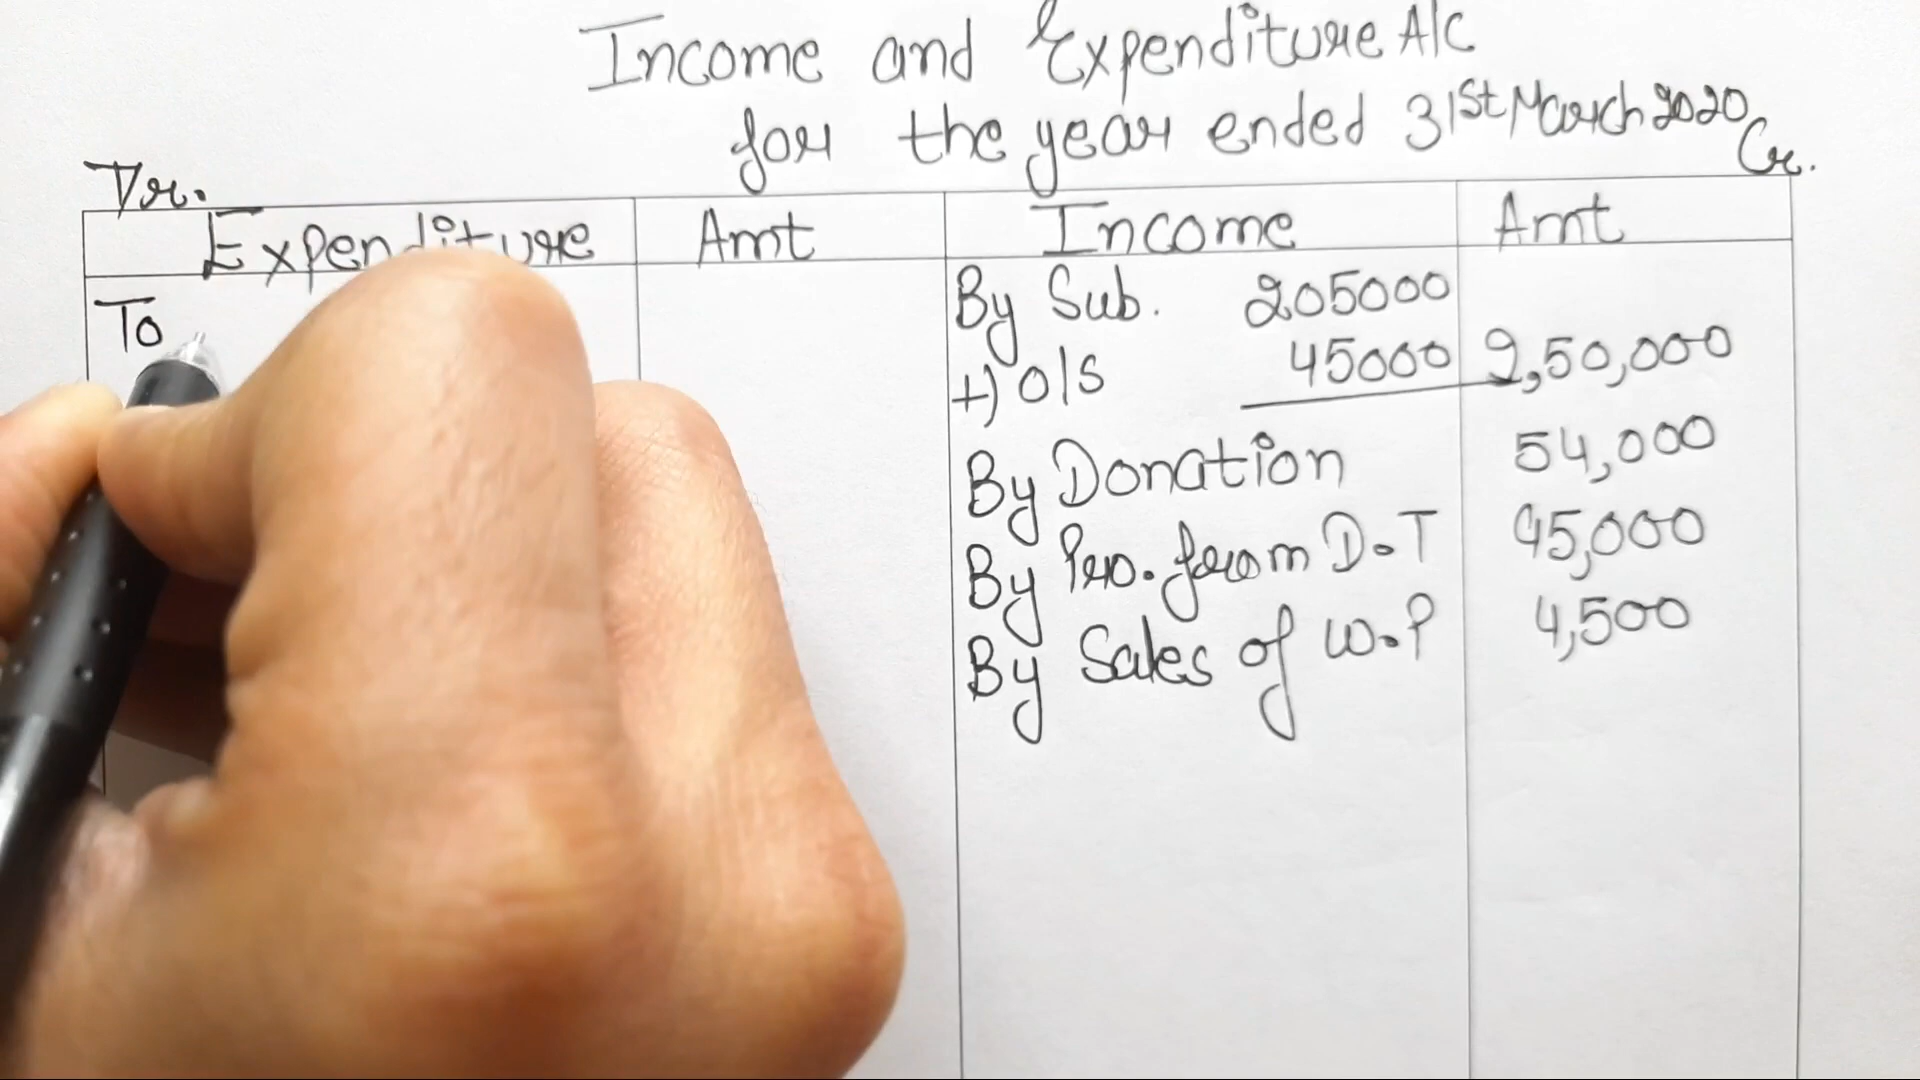 Income and Expenditure A/C
for the year ended 31st March 2020
Dr. Cr.
Expenditure Amt Income Amt
To By Sub. 205000
+) O/S 45000 2,50,000
By Donation 54,000
By Pro. from D.T 95,000
By Sales of W.P 4,500